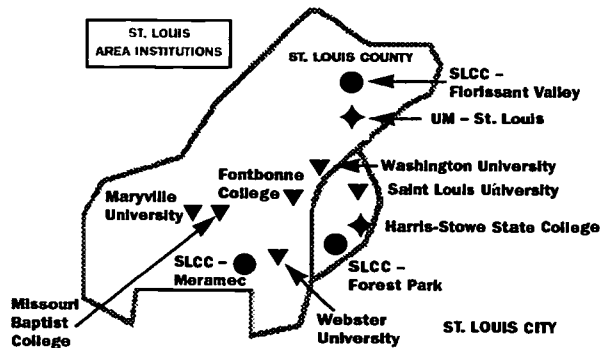 ST. LOUIS
AREA INSTITUTIONS
ST. LOUIS COUNTY
SLCC –
Florissant Valley
UM – St. Louis
Washington University
Fontbonne
College
Saint Louis University
Maryville
University
Harris-Stowe State College
SLCC –
Meramec
SLCC –
Forest Park
Missouri
Baptist
College
Webster
University
ST. LOUIS CITY